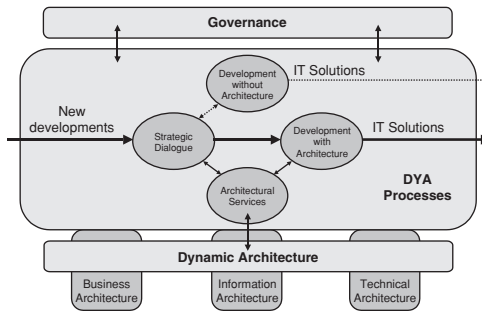 Governance
Development
without
Architecture
IT Solutions
New
developments
Strategic
Dialogue
Development
with
Architecture
IT Solutions
Architectural
Services
DYA
Processes
Dynamic Architecture
Business
Architecture
Information
Architecture
Technical
Architecture